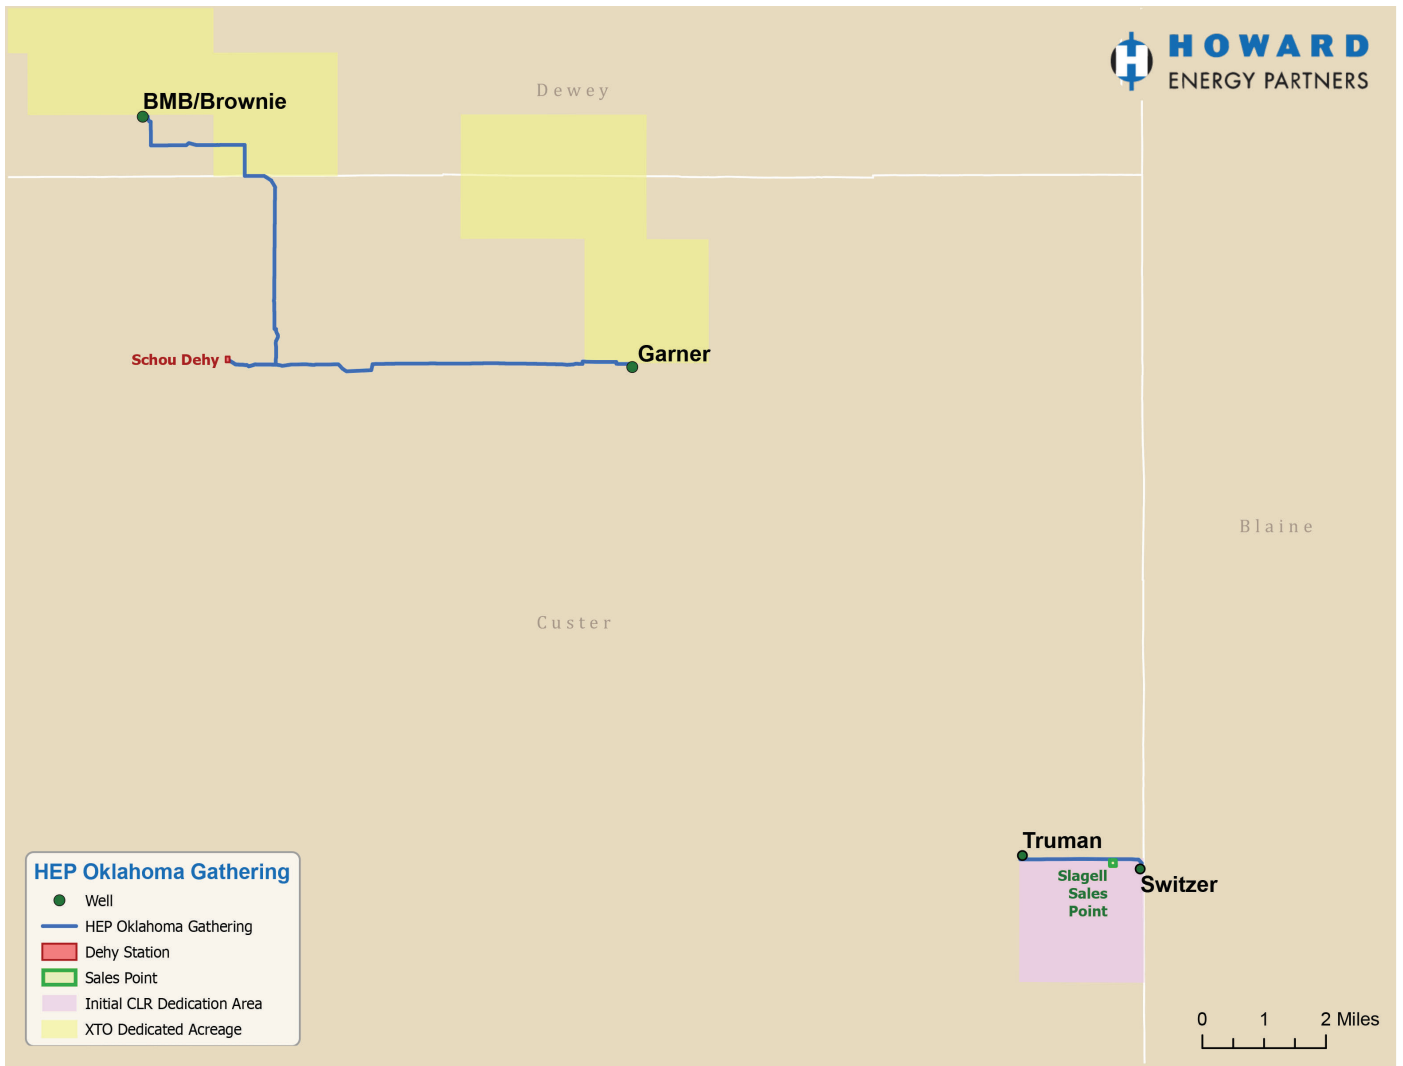 HOWARD
ENERGY PARTNERS
Dewey
BMB/Brownie
Schou Dehy
Garner
Blaine
Custer
Truman
Slagell
Sales
Point
Switzer
HEP Oklahoma Gathering
Well
HEP Oklahoma Gathering
Dehy Station
Sales Point
Initial CLR Dedication Area
XTO Dedicated Acreage
0 1 2 Miles